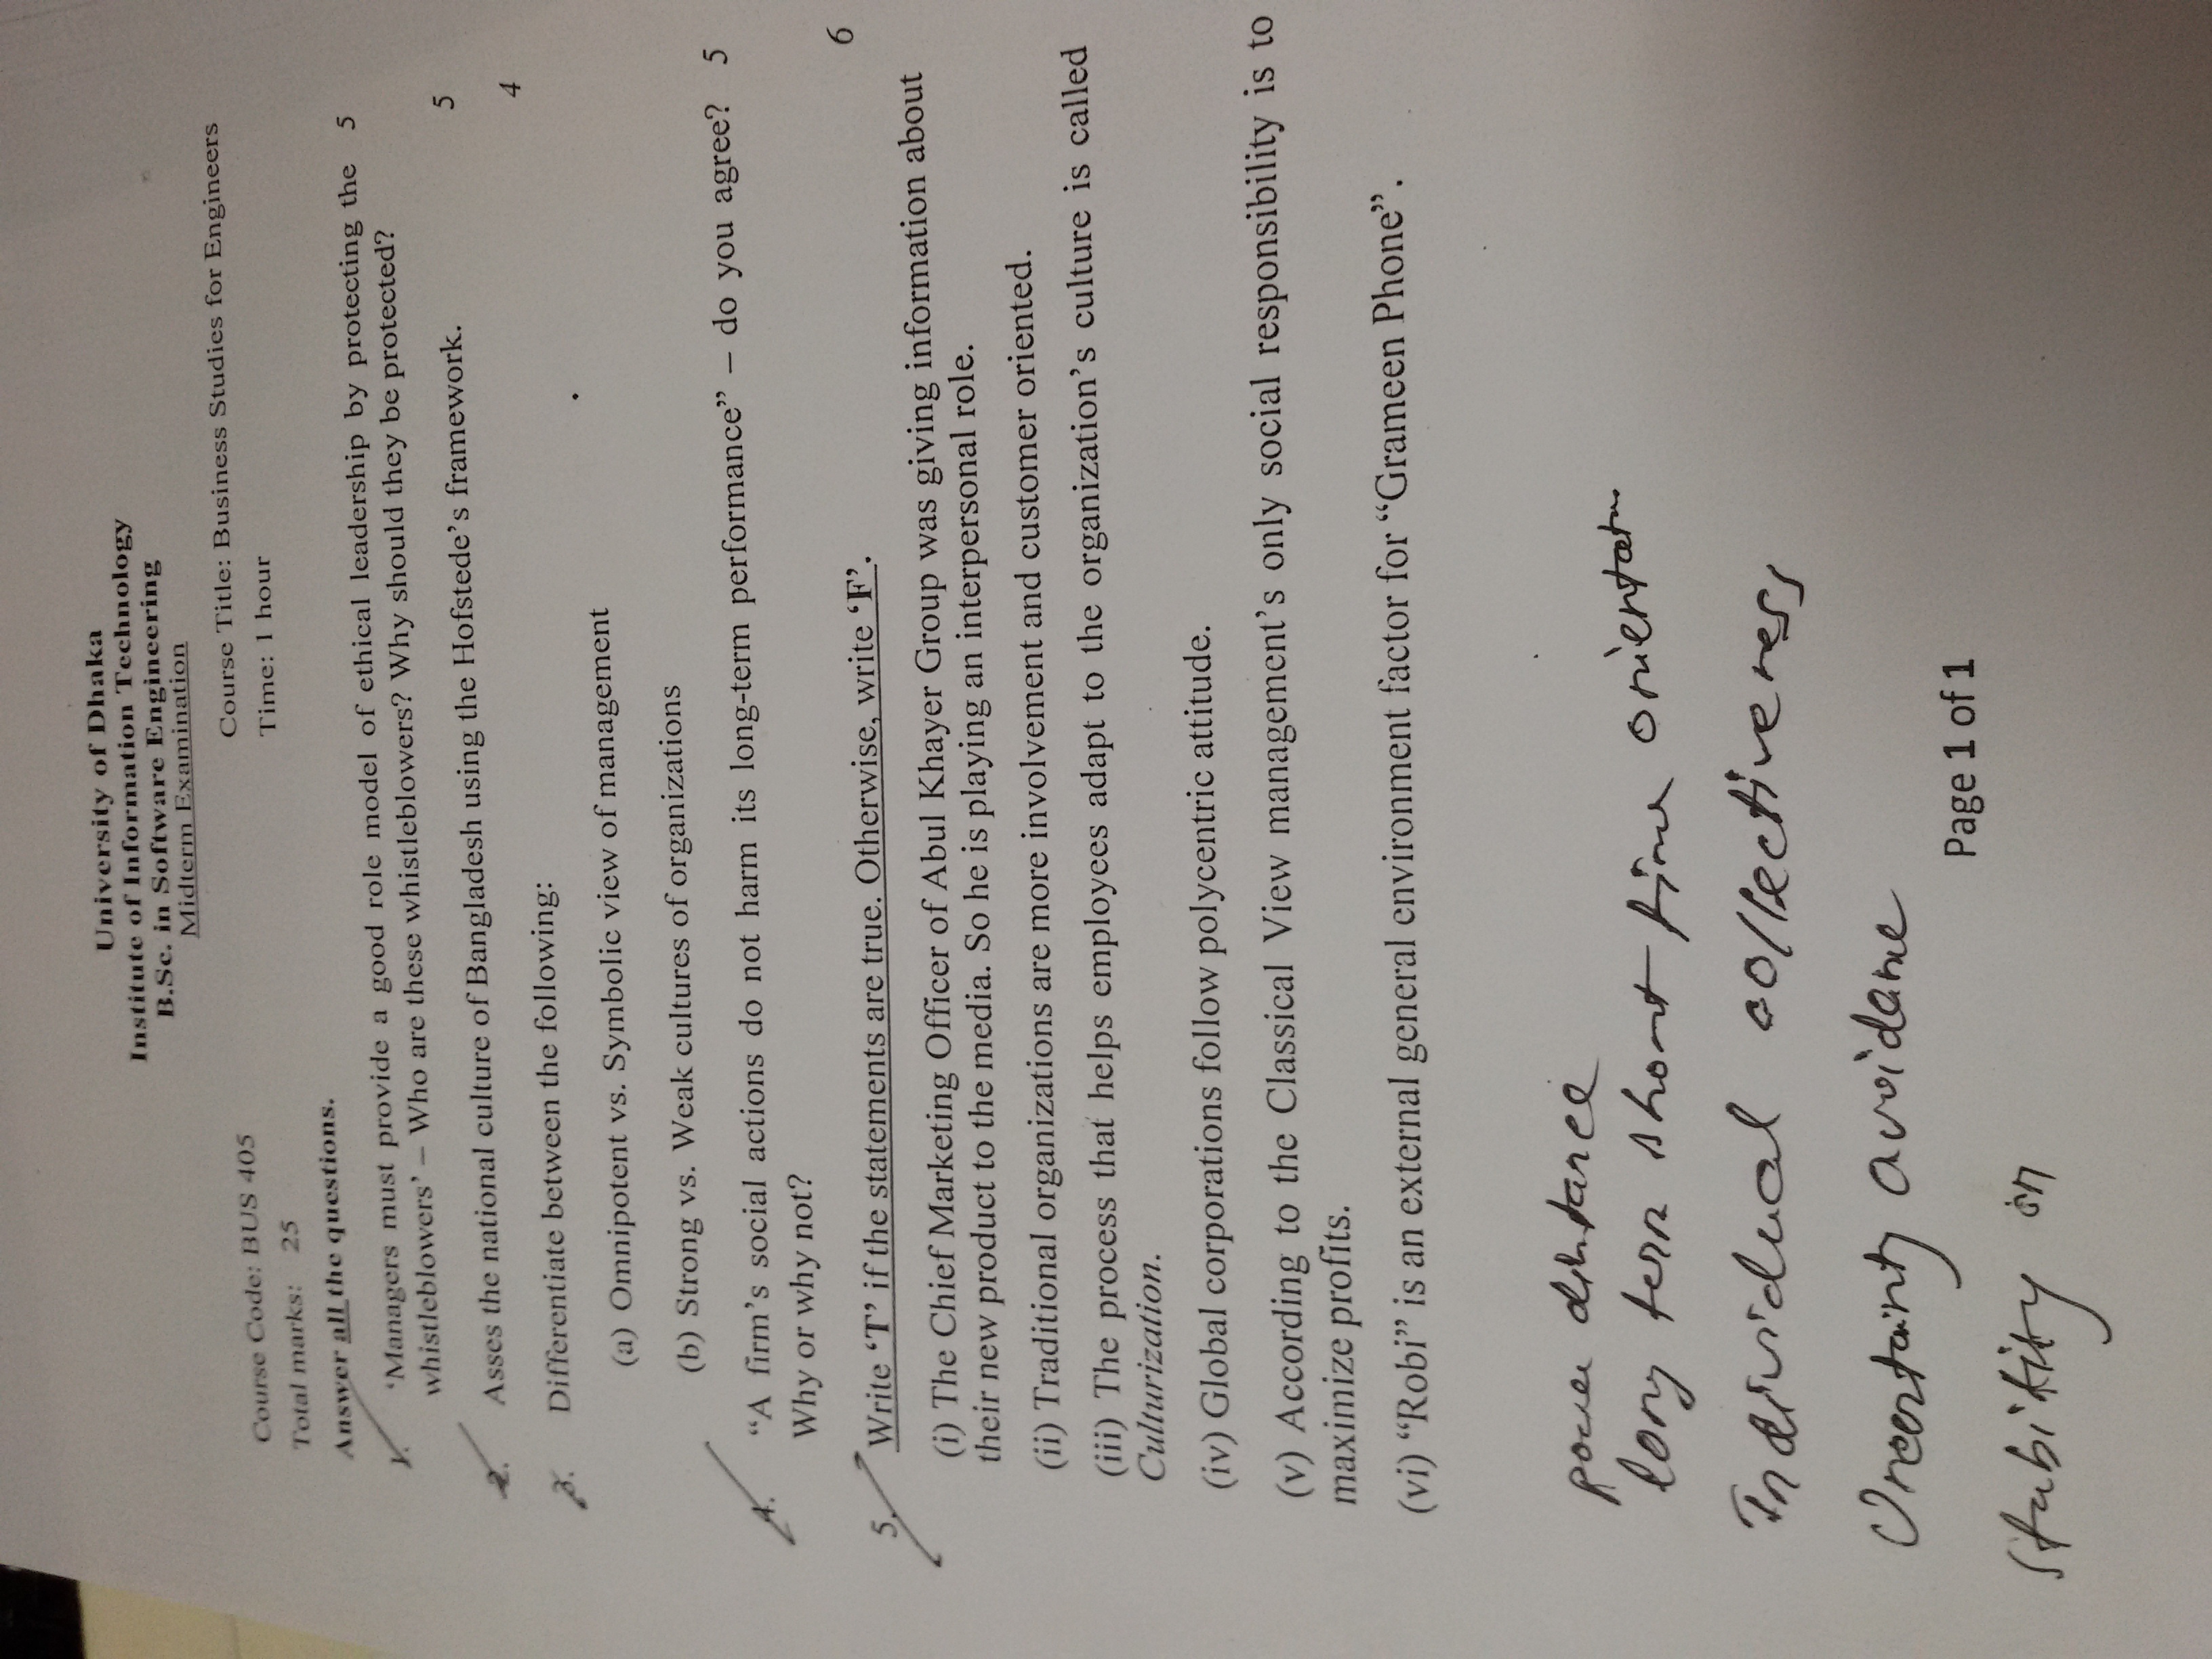 University of Dhaka
Institute of Information Technology
B.Sc. in Software Engineering
Midterm Examination
Course Code: BUS 405 Course Title: Business Studies for Engineers
Total marks: 25 Time: 1 hour
Answer all the questions.
1. ‘Managers must provide a good role model of ethical leadership by protecting the 5
whistleblowers’ – Who are these whistleblowers? Why should they be protected?
2. Asses the national culture of Bangladesh using the Hofstede’s framework. 5
3. Differentiate between the following: 4
(a) Omnipotent vs. Symbolic view of management
(b) Strong vs. Weak cultures of organizations
4. “A firm’s social actions do not harm its long-term performance” – do you agree? 5
Why or why not?
5. Write ‘T’ if the statements are true. Otherwise, write ‘F’. 6
(i) The Chief Marketing Officer of Abul Khayer Group was giving information about
their new product to the media. So he is playing an interpersonal role.
(ii) Traditional organizations are more involvement and customer oriented.
(iii) The process that helps employees adapt to the organization’s culture is called
Culturization.
(iv) Global corporations follow polycentric attitude.
(v) According to the Classical View management’s only social responsibility is to
maximize profits.
(vi) “Robi” is an external general environment factor for “Grameen Phone”.
power distance
long term short time
Individual collectiveness
Uncertainty avoidance
Page 1 of 1
Stability